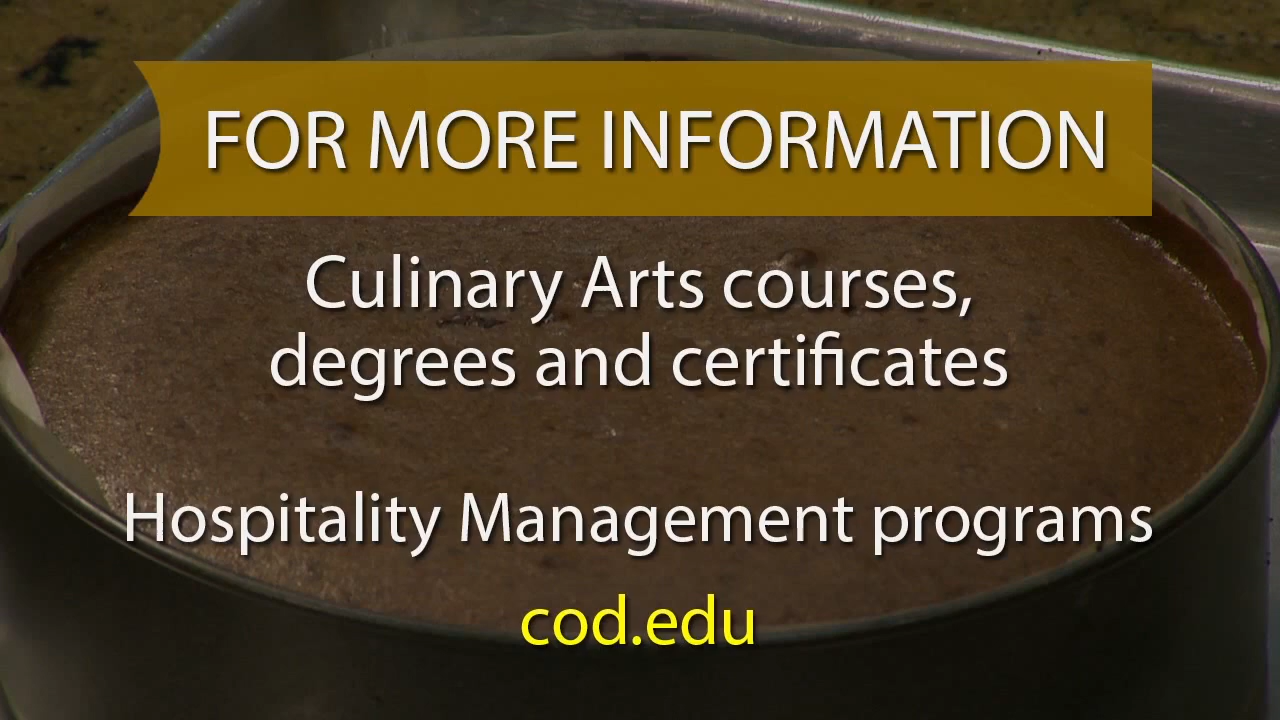 FOR MORE INFORMATION
Culinary Arts courses,
degrees and certificates
Hospitality Management programs
cod.edu